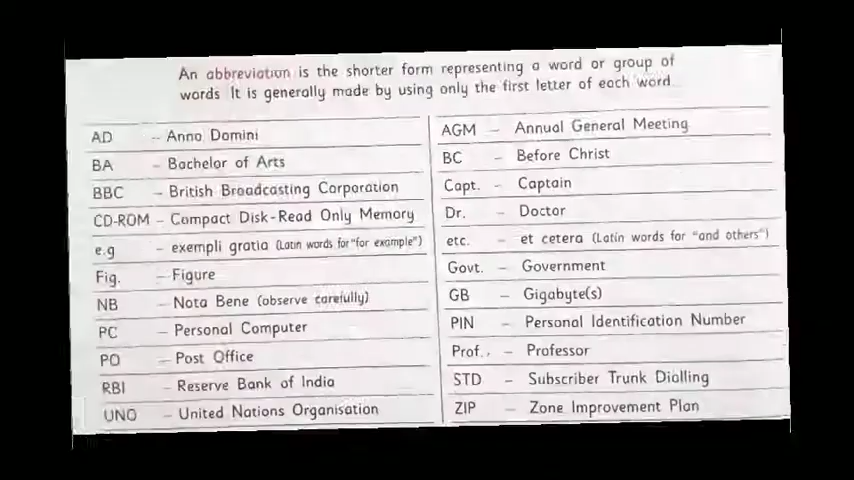 An abbreviation is the shorter form representing a word or group of
words. It is generally made by using only the first letter of each word.
AD – Anno Domini
BA – Bachelor of Arts
BBC – British Broadcasting Corporation
CD-ROM – Compact Disk-Read Only Memory
e.g – exempli gratia (Latin words for "for example")
Fig. – Figure
NB – Nota Bene (observe carefully)
PC – Personal Computer
PO – Post Office
RBI – Reserve Bank of India
UNO – United Nations Organisation
AGM – Annual General Meeting
BC – Before Christ
Capt. – Captain
Dr. – Doctor
etc. – et cetera (Latin words for "and others")
Govt. – Government
GB – Gigabyte(s)
PIN – Personal Identification Number
Prof. – Professor
STD – Subscriber Trunk Dialling
ZIP – Zone Improvement Plan